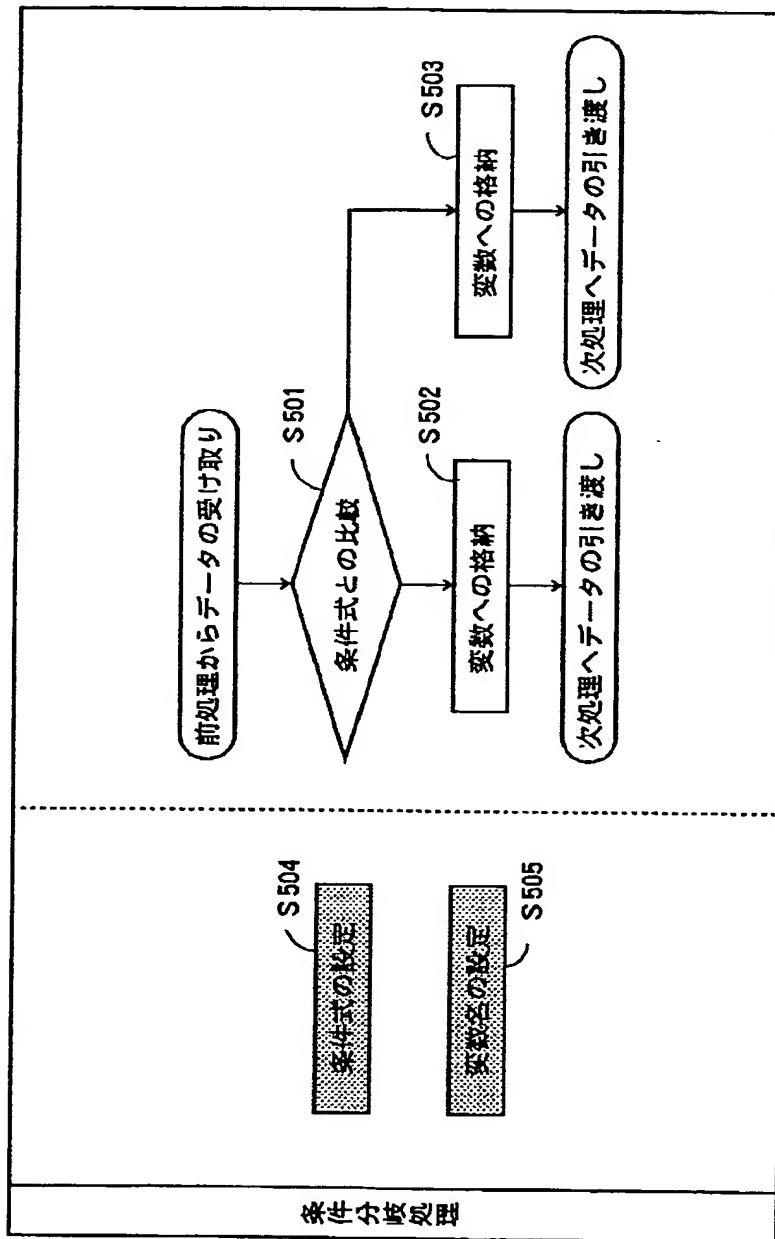 条件分岐処理
条件式の設定
S504
変数名の設定
S505
前処理からデータの受け取り
条件式との比較
S501
変数への格納
S502
次処理へデータの引き渡し
変数への格納
S503
次処理へデータの引き渡し